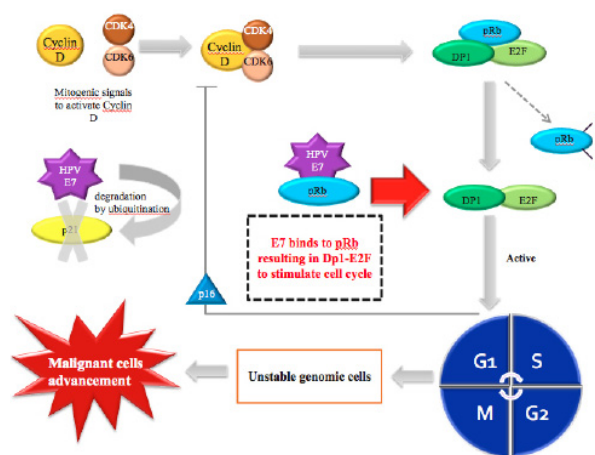 Cyclin
D
CDK4
CDK6
Cyclin
D
CDK4
CDK6
pRb
DP1
E2F
Mitogenic signals
to activate Cyclin
D
pRb
HPV
E7
degradation
by ubiquitination
p21
HPV
E7
pRb
DP1
E2F
E7 binds to pRb
resulting in Dp1-E2F
to stimulate cell cycle
Active
p16
Malignant cells
advancement
Unstable genomic cells
G1
S
M
G2